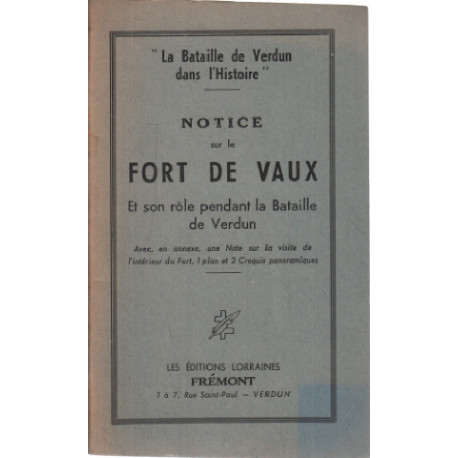 " La Bataille de Verdun
dans l'Histoire "
NOTICE
sur le
FORT DE VAUX
Et son rôle pendant la Bataille
de Verdun
Avec, en annexe, une Note sur la visite de
l'intérieur du Fort, 1 plan et 2 Croquis panoramiques
LES ÉDITIONS LORRAINES
FRÉMONT
1 à 7, Rue Saint-Paul — VERDUN